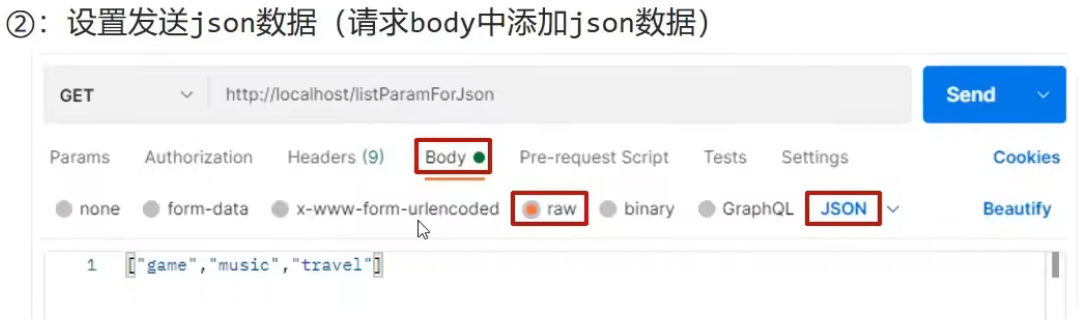 ②：设置发送json数据（请求body中添加json数据）
GET http://localhost/listParamForJson Send
Params Authorization Headers (9) Body Pre-request Script Tests Settings Cookies
none form-data x-www-form-urlencoded raw binary GraphQL JSON Beautify
1 ["game","music","travel"]